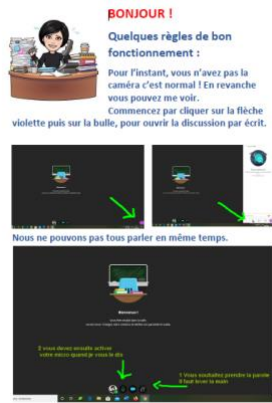 BONJOUR !
Quelques règles de bon
fonctionnement :
Pour l'instant, vous n'avez pas la
caméra c'est normal ! En revanche
vous pouvez me voir.
Commencez par cliquer sur la flèche
violette puis sur la bulle, pour ouvrir la discussion par écrit.
Nous ne pouvons pas tous parler en même temps.
Bienvenue !
2 vous devez ensuite activer
votre micro quand je vous le dis
1 Vous souhaitez prendre la parole
Il faut lever la main